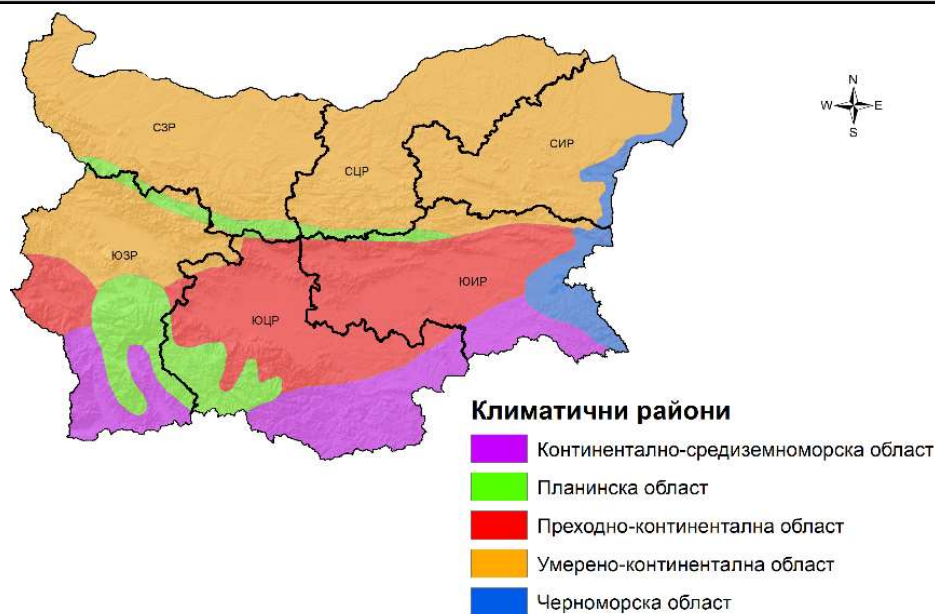 N
W E
S
СЗР
СЦР
СИР
ЮЗР
ЮИР
ЮЦР
Климатични райони
Континентално-средиземноморска област
Планинска област
Преходно-континентална област
Умерено-континентална област
Черноморска област